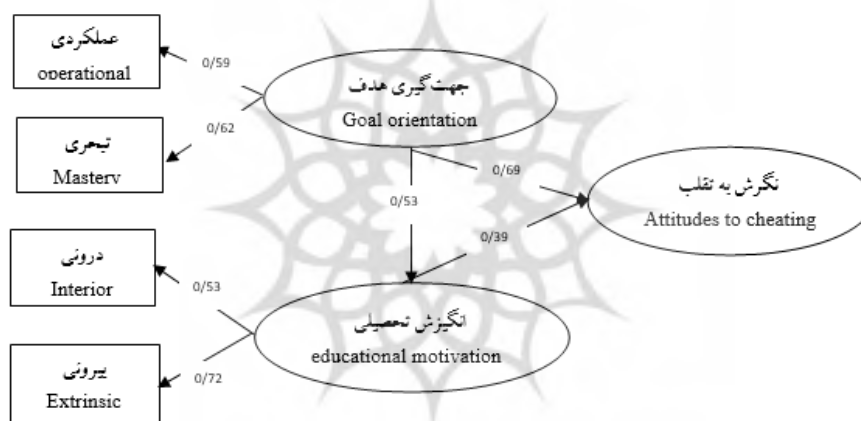 عملکردی
operational
0/59
جهت‌گیری هدف
Goal orientation
تبحری
Mastery
0/62
0/69
نگرش به تقلب
Attitudes to cheating
0/53
0/39
درونی
Interior
0/53
انگیزش تحصیلی
educational motivation
بیرونی
Extrinsic
0/72